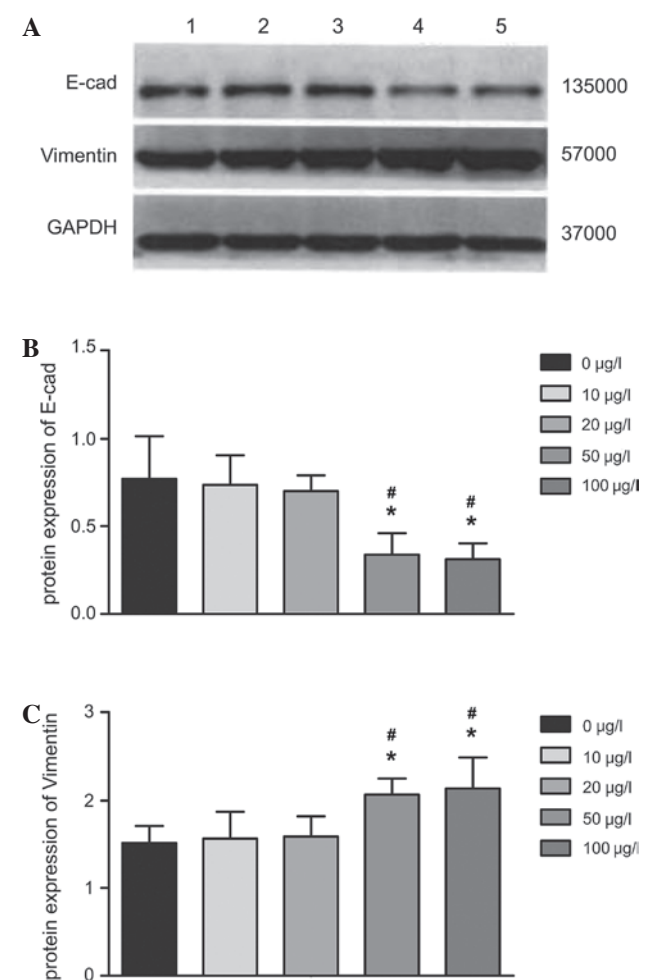 A 1 2 3 4 5
E-cad 135000
Vimentin 57000
GAPDH 37000
B
protein expression of E-cad
1.5
1.0
0.5
0.0
#
*
#
*
0 µg/l
10 µg/l
20 µg/l
50 µg/l
100 µg/l
C
protein expression of Vimentin
3
2
1
0
#
*
#
*
0 µg/l
10 µg/l
20 µg/l
50 µg/l
100 µg/l